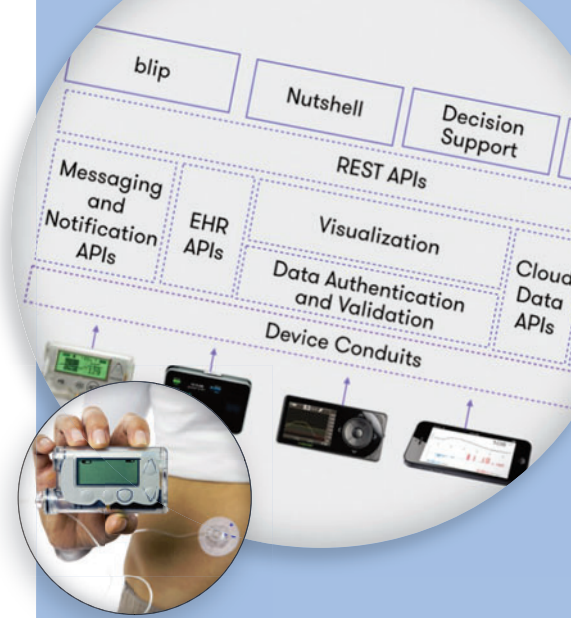 blip
Nutshell
Decision
Support
REST APIs
Messaging
and
Notification
APIs
EHR
APIs
Visualization
Data Authentication
and Validation
Cloud
Data
APIs
Device Conduits